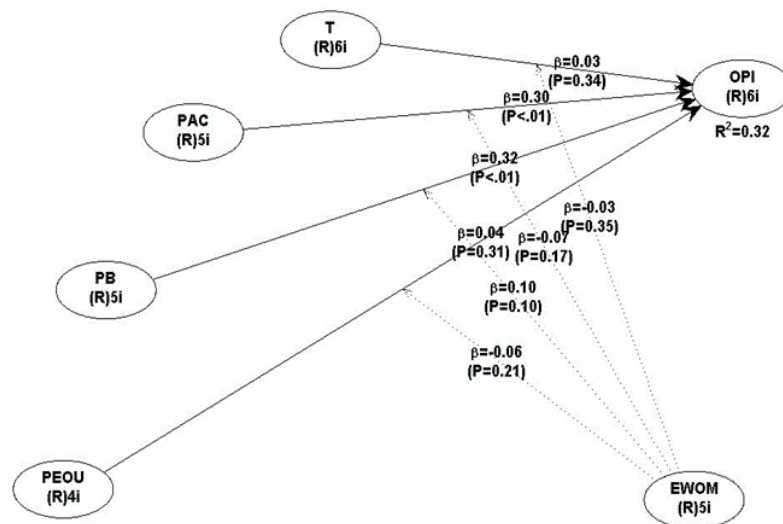 T
(R)6i
β=0.03
(P=0.34)
OPI
(R)6i
R²=0.32
PAC
(R)5i
β=0.30
(P<.01)
β=0.32
(P<.01)
β=-0.03
(P=0.35)
β=0.04
(P=0.31)
β=-0.07
(P=0.17)
PB
(R)5i
β=0.10
(P=0.10)
β=-0.06
(P=0.21)
PEOU
(R)4i
EWOM
(R)5i